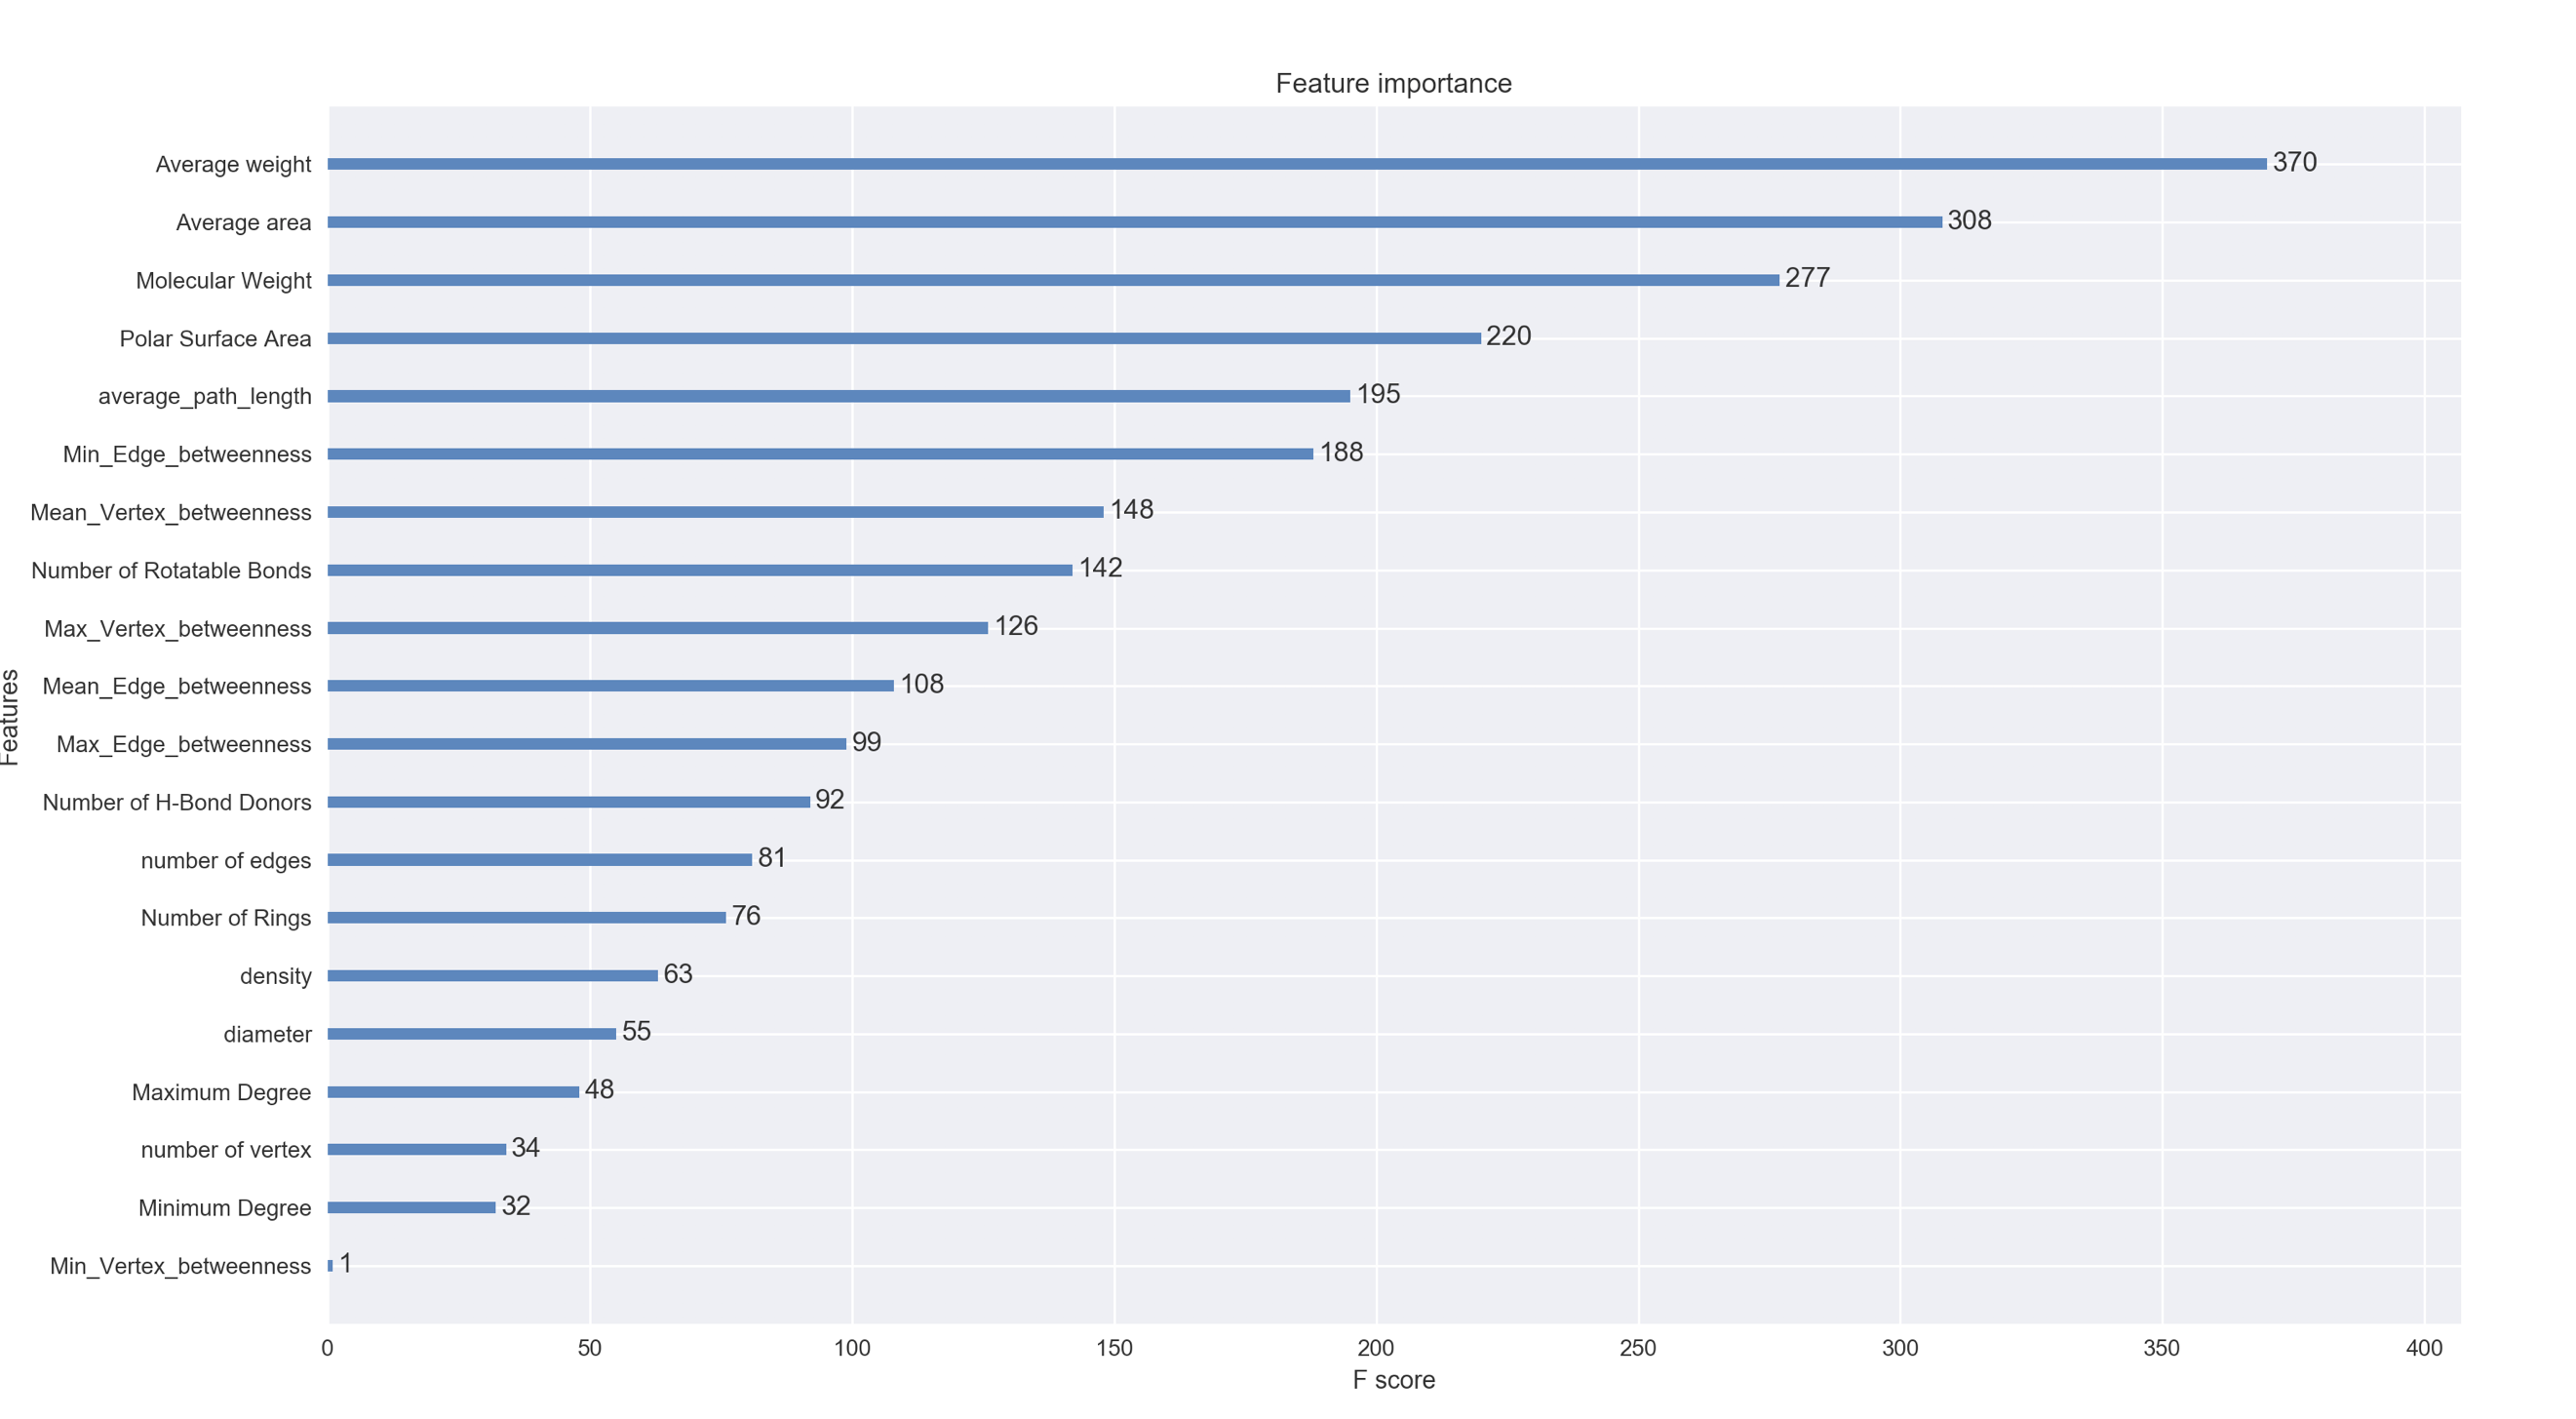 Feature importance
Average weight 370
Average area 308
Molecular Weight 277
Polar Surface Area 220
average_path_length 195
Min_Edge_betweenness 188
Mean_Vertex_betweenness 148
Number of Rotatable Bonds 142
Max_Vertex_betweenness 126
Mean_Edge_betweenness 108
Max_Edge_betweenness 99
Number of H-Bond Donors 92
number of edges 81
Number of Rings 76
density 63
diameter 55
Maximum Degree 48
number of vertex 34
Minimum Degree 32
Min_Vertex_betweenness 1
Features
0 50 100 150 200 250 300 350 400
F score